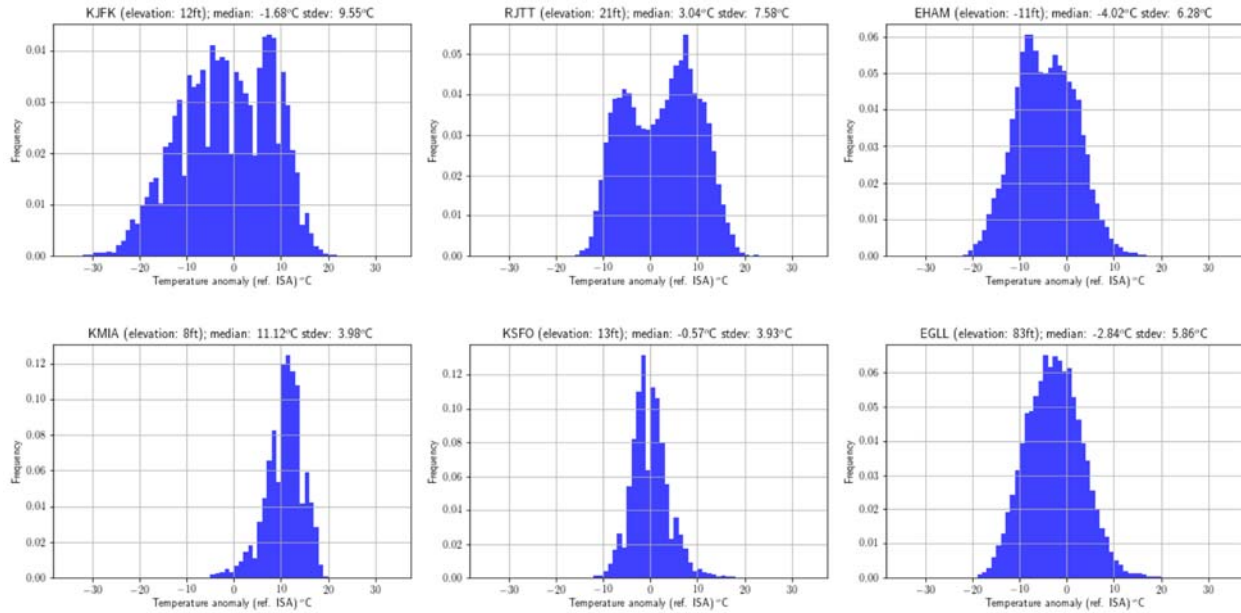 KJFK (elevation: 12ft); median: -1.68°C stdev: 9.55°C
Frequency
0.04
0.03
0.02
0.01
0.00
−30 −20 −10 0 10 20 30
Temperature anomaly (ref. ISA) °C
RJTT (elevation: 21ft); median: 3.04°C stdev: 7.58°C
Frequency
0.05
0.04
0.03
0.02
0.01
0.00
−30 −20 −10 0 10 20 30
Temperature anomaly (ref. ISA) °C
EHAM (elevation: -11ft); median: -4.02°C stdev: 6.28°C
Frequency
0.06
0.05
0.04
0.03
0.02
0.01
0.00
−30 −20 −10 0 10 20 30
Temperature anomaly (ref. ISA) °C
KMIA (elevation: 8ft); median: 11.12°C stdev: 3.98°C
Frequency
0.12
0.10
0.08
0.06
0.04
0.02
0.00
−30 −20 −10 0 10 20 30
Temperature anomaly (ref. ISA) °C
KSFO (elevation: 13ft); median: -0.57°C stdev: 3.93°C
Frequency
0.12
0.10
0.08
0.06
0.04
0.02
0.00
−30 −20 −10 0 10 20 30
Temperature anomaly (ref. ISA) °C
EGLL (elevation: 83ft); median: -2.84°C stdev: 5.86°C
Frequency
0.06
0.05
0.04
0.03
0.02
0.01
0.00
−30 −20 −10 0 10 20 30
Temperature anomaly (ref. ISA) °C